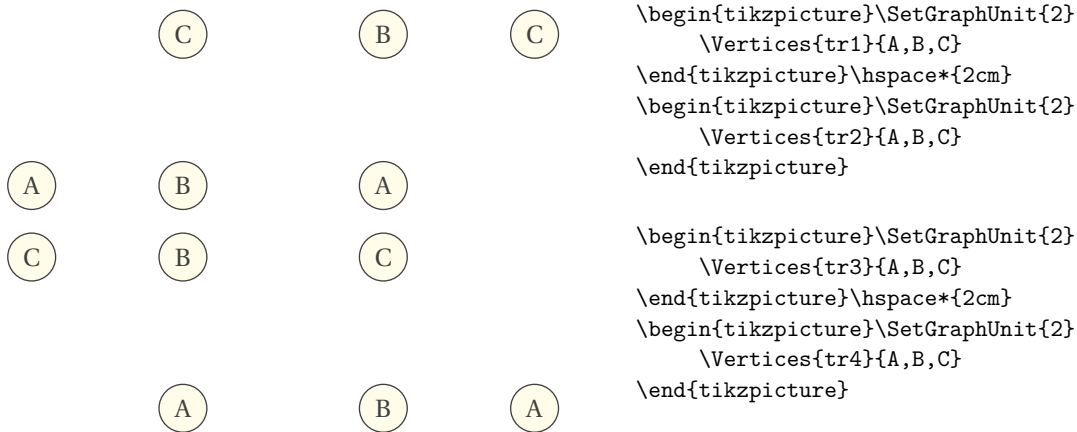 C B C
A B A
C B C
A B A
\begin{tikzpicture}\SetGraphUnit{2}
\Vertices{tr1}{A,B,C}
\end{tikzpicture}\hspace*{2cm}
\begin{tikzpicture}\SetGraphUnit{2}
\Vertices{tr2}{A,B,C}
\end{tikzpicture}
\begin{tikzpicture}\SetGraphUnit{2}
\Vertices{tr3}{A,B,C}
\end{tikzpicture}\hspace*{2cm}
\begin{tikzpicture}\SetGraphUnit{2}
\Vertices{tr4}{A,B,C}
\end{tikzpicture}